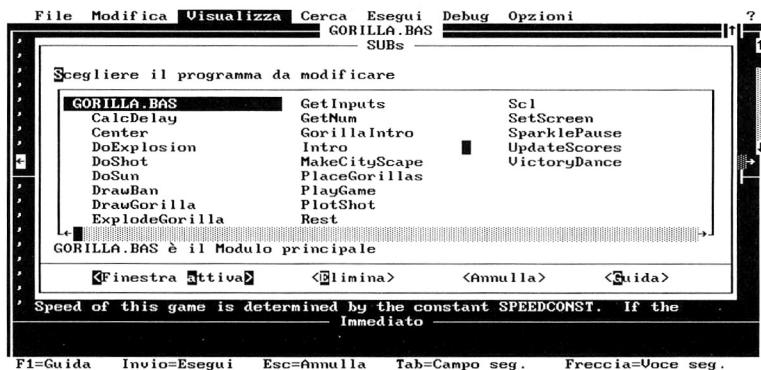 File Modifica Visualizza Cerca Esegui Debug Opzioni ?
GORILLA.BAS
SUBs
Scegliere il programma da modificare
GORILLA.BAS GetInputs Scl
CalcDelay GetNum SetScreen
Center GorillaIntro SparklePause
DoExplosion Intro UpdateScores
DoShot MakeCityScape VictoryDance
DoSun PlaceGorillas
DrawBan PlayGame
DrawGorilla PlotShot
ExplodeGorilla Rest
GORILLA.BAS è il Modulo principale
<Finestra attiva> <Elimina> <Annulla> <Guida>
' Speed of this game is determined by the constant SPEEDCONST. If the
Immediato
F1=Guida Invio=Esegui Esc=Annulla Tab=Campo seg. Freccia=Voce seg.